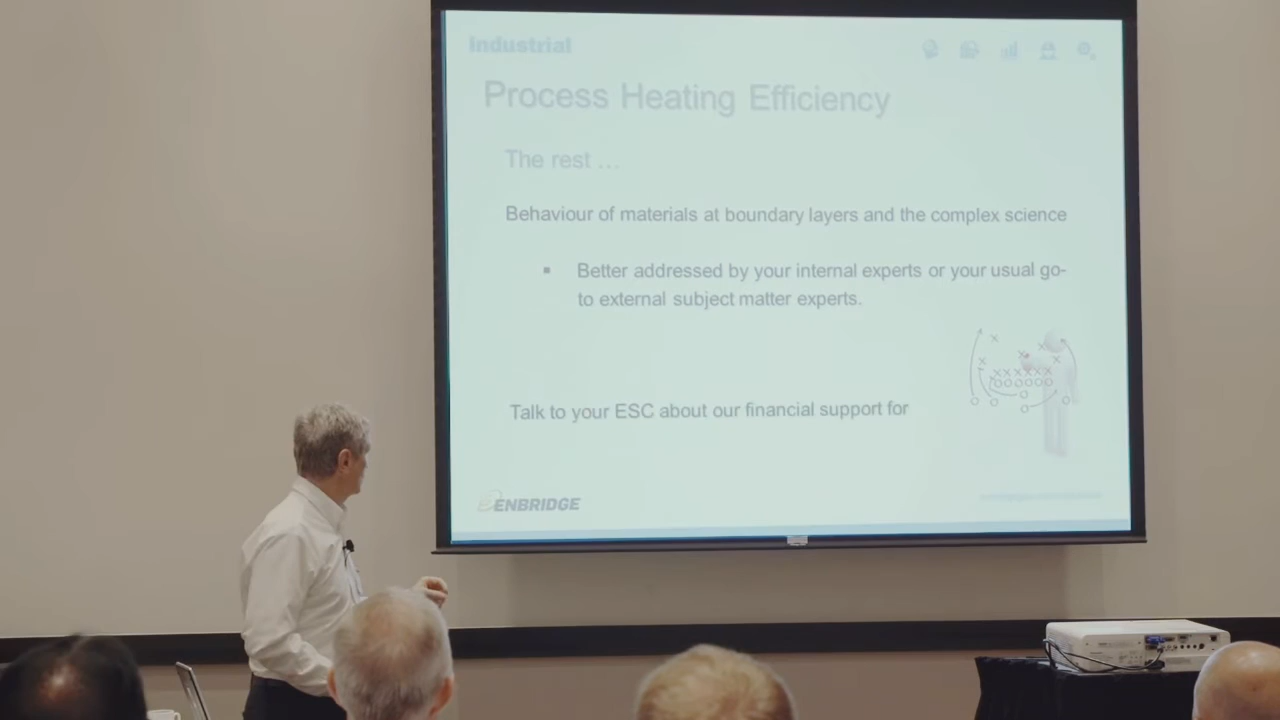 industrial
Process Heating Efficiency
The rest ...
Behaviour of materials at boundary layers and the complex science
▪ Better addressed by your internal experts or your usual go-
to external subject matter experts.
Talk to your ESC about our financial support for
ENBRIDGE